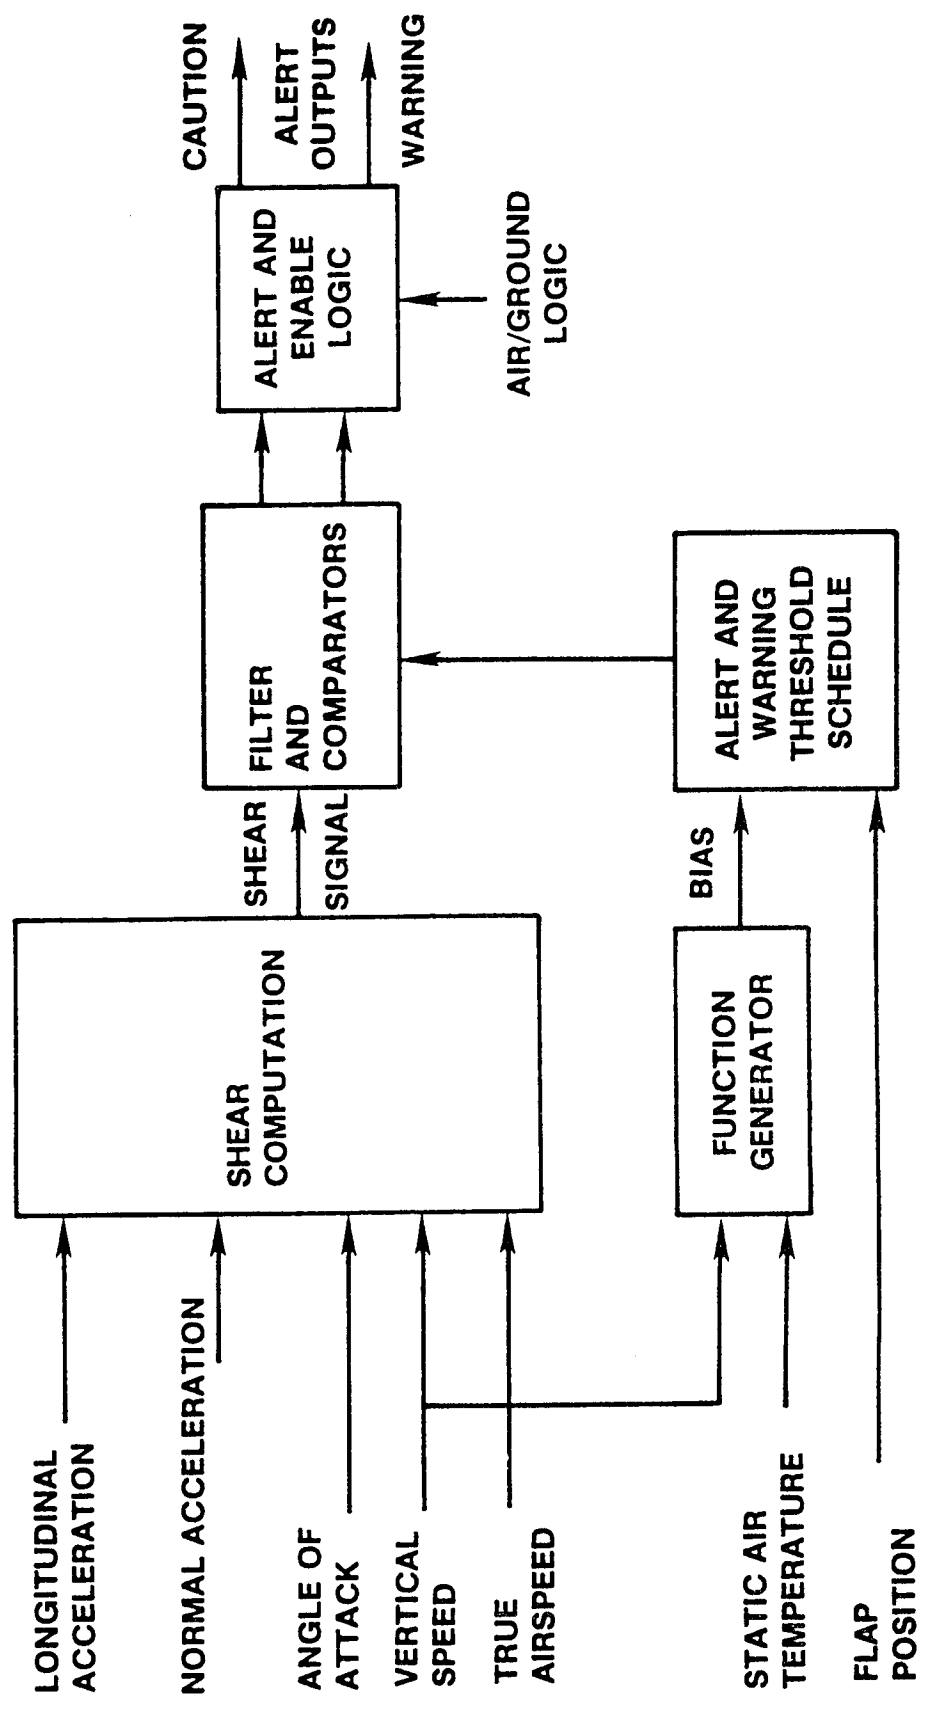 LONGITUDINAL
ACCELERATION
NORMAL ACCELERATION
ANGLE OF
ATTACK
VERTICAL
SPEED
TRUE
AIRSPEED
STATIC AIR
TEMPERATURE
FLAP
POSITION
SHEAR
COMPUTATION
FUNCTION
GENERATOR
SHEAR
SIGNAL
BIAS
FILTER
AND
COMPARATORS
ALERT AND
WARNING
THRESHOLD
SCHEDULE
ALERT AND
ENABLE
LOGIC
AIR/GROUND
LOGIC
CAUTION
ALERT
OUTPUTS
WARNING